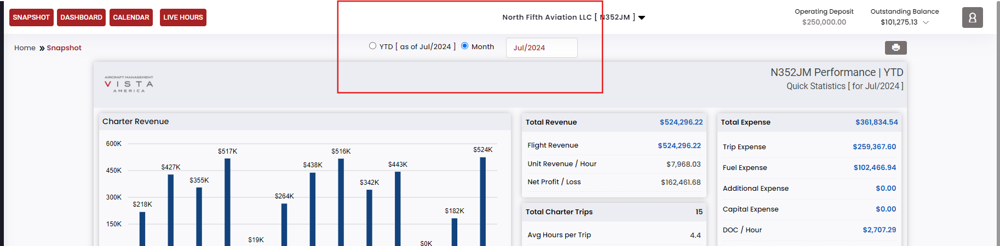 SNAPSHOT DASHBOARD CALENDAR LIVE HOURS
North Fifth Aviation LLC [ N352JM ]
Operating Deposit
$250,000.00
Outstanding Balance
$101,275.13
Home » Snapshot
YTD [ as of Jul/2024 ] Month Jul/2024
AIRCRAFT MANAGEMENT
VISTA
AMERICA
N352JM Performance | YTD
Quick Statistics [ for Jul/2024 ]
Charter Revenue
600K
450K
300K
150K
$218K
$427K
$355K
$517K
$19K
$264K
$438K
$516K
$342K
$443K
$0K
$182K
$524K
Total Revenue $524,296.22
Flight Revenue $524,296.22
Unit Revenue / Hour $7,968.03
Net Profit / Loss $162,461.68
Total Charter Trips 15
Avg Hours per Trip 4.4
Total Expense $361,834.54
Trip Expense $259,367.60
Fuel Expense $102,466.94
Additional Expense $0.00
Capital Expense $0.00
DOC / Hour $2,707.29